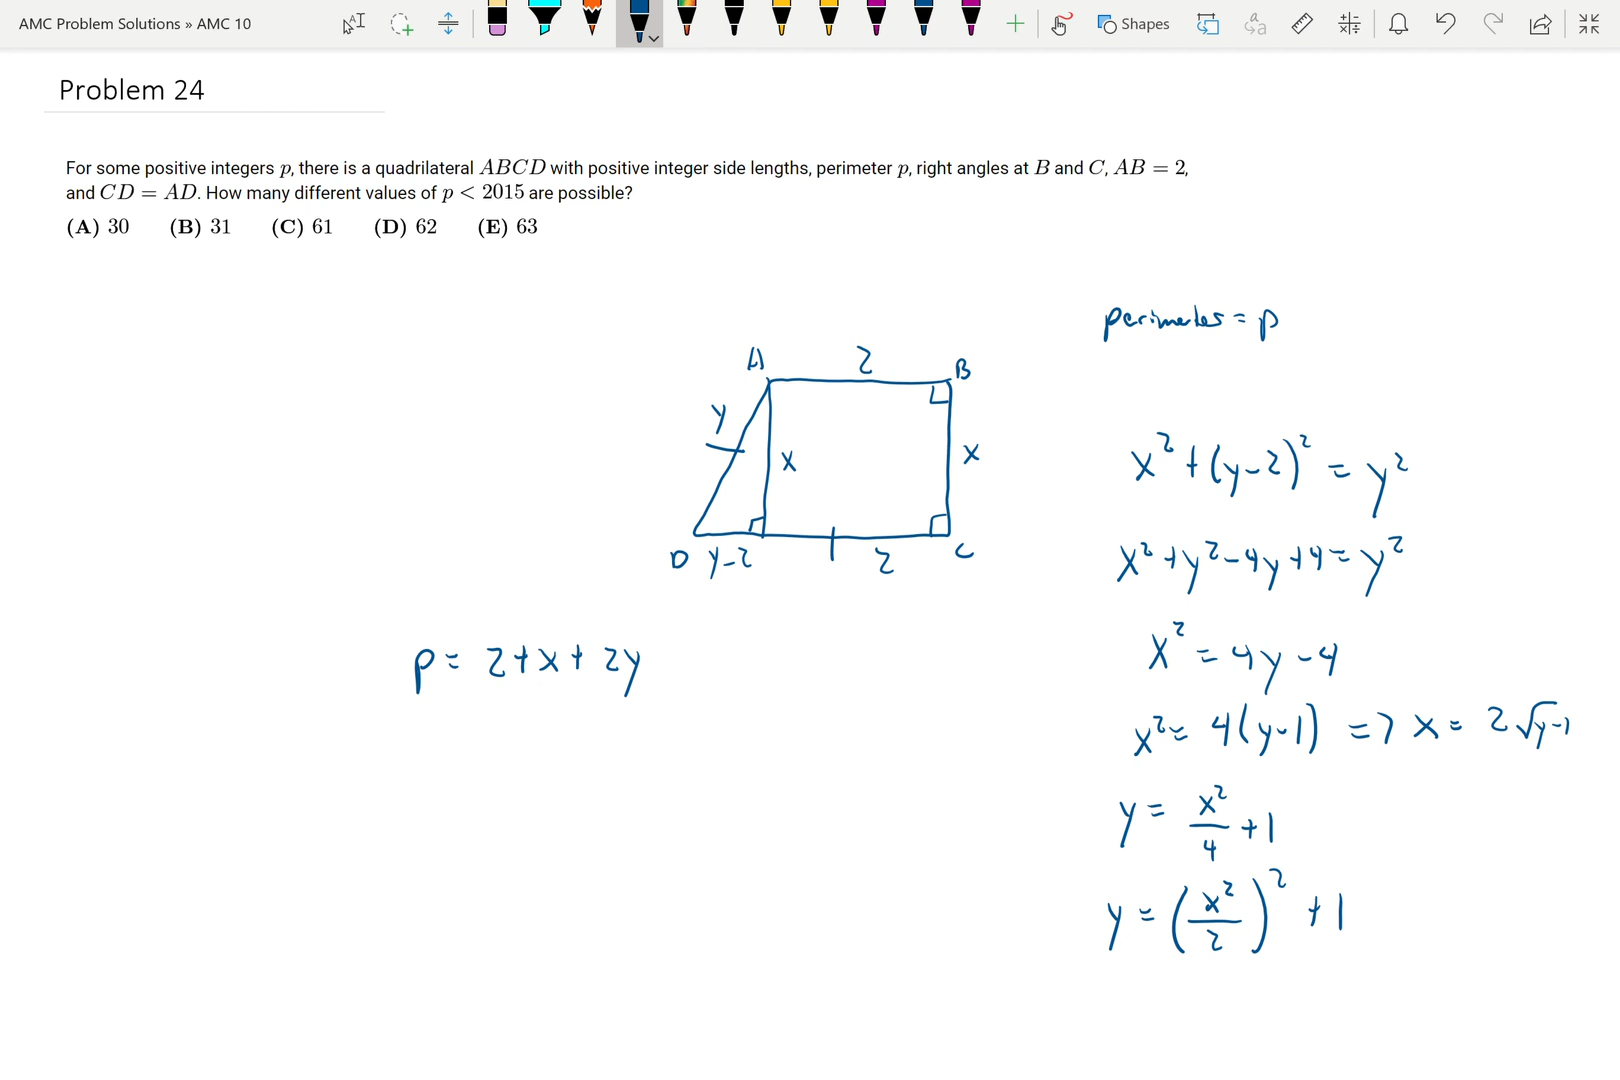 AMC Problem Solutions » AMC 10
Shapes
Problem 24
For some positive integers p, there is a quadrilateral ABCD with positive integer side lengths, perimeter p, right angles at B and C, AB = 2,
and CD = AD. How many different values of p < 2015 are possible?
(A) 30 (B) 31 (C) 61 (D) 62 (E) 63
perimeter = p
A 2 B
y
x x
D y-2 2 C
x² + (y-2)² = y²
x² + y² - 4y + 4 = y²
x² = 4y - 4
p = 2 + x + 2y
x² = 4(y-1) => x = 2√y-1
y = x²/4 + 1
y = (x²/2)² + 1